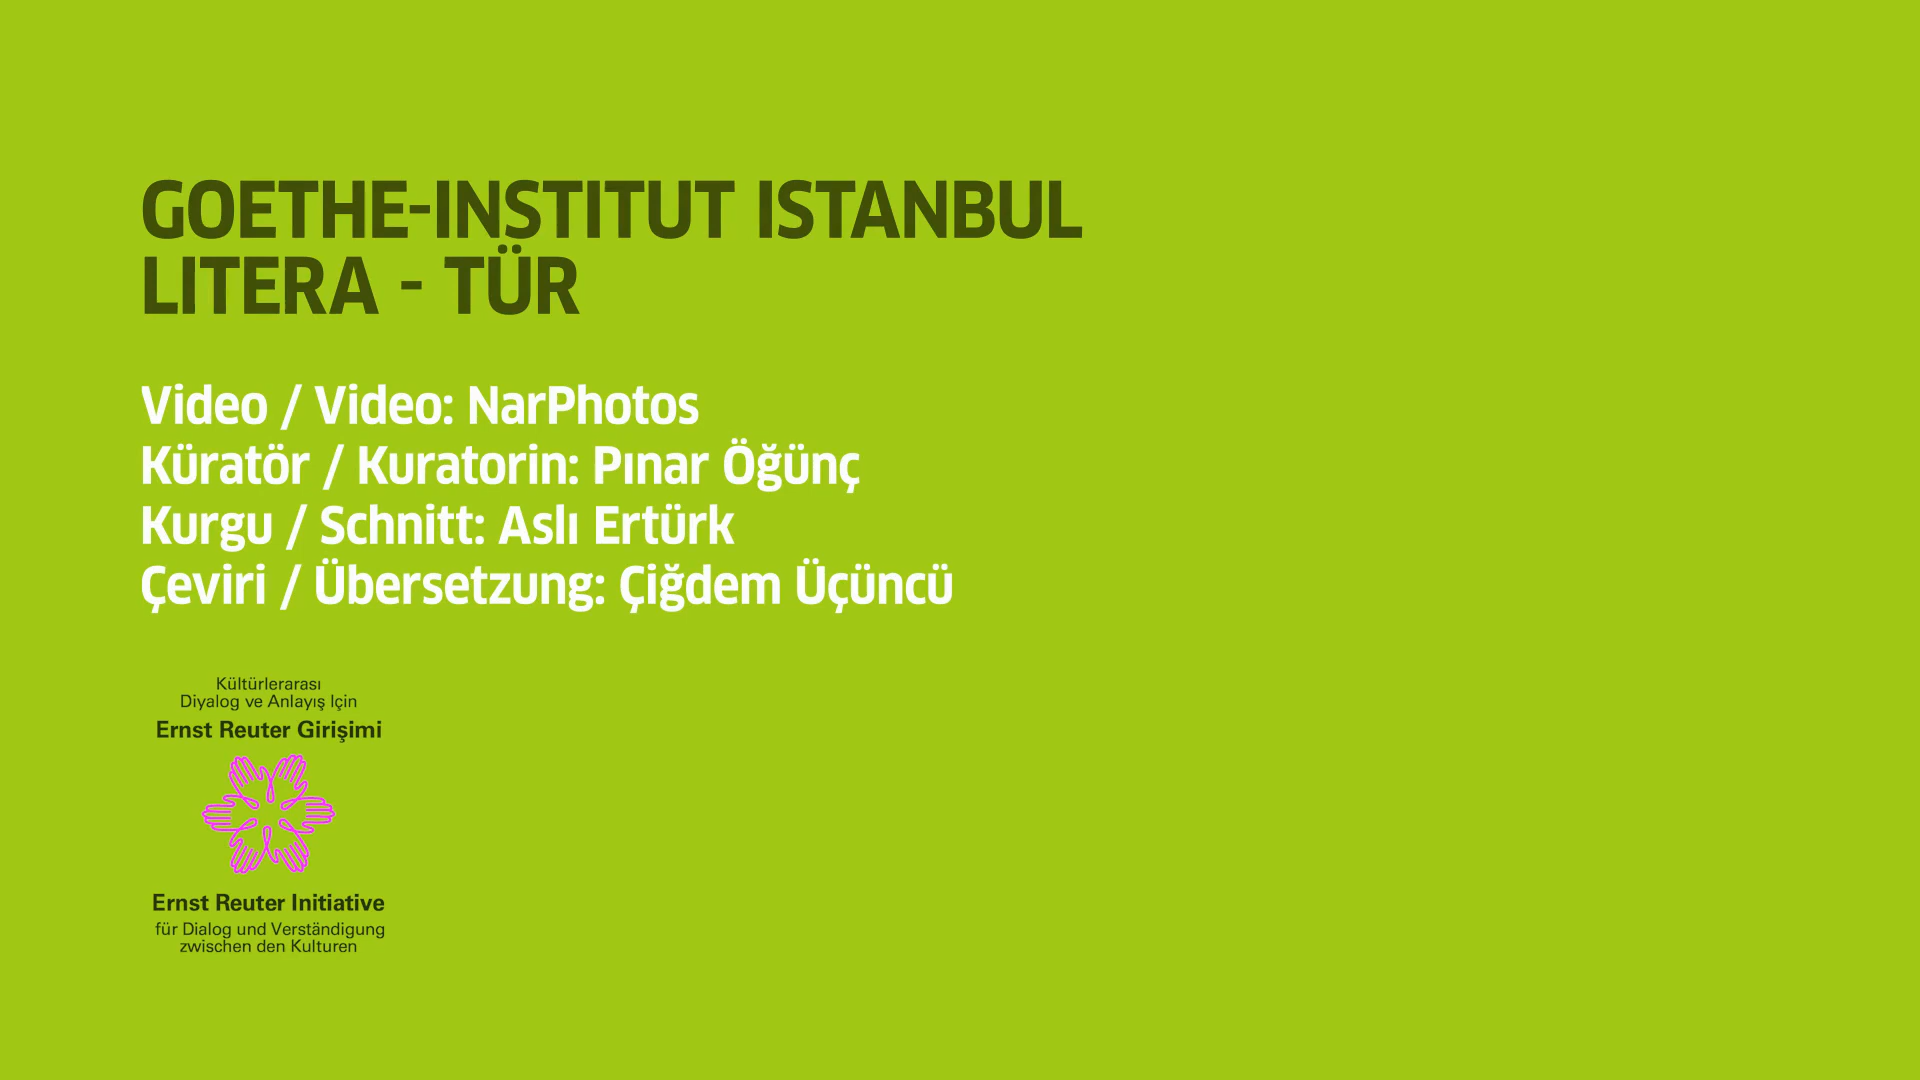 GOETHE-INSTITUT ISTANBUL
LITERA - TÜR
Video / Video: NarPhotos
Küratör / Kuratorin: Pınar Öğünç
Kurgu / Schnitt: Aslı Ertürk
Çeviri / Übersetzung: Çiğdem Üçüncü
Kültürlerarası
Diyalog ve Anlayış Için
Ernst Reuter Girişimi
Ernst Reuter Initiative
für Dialog und Verständigung
zwischen den Kulturen